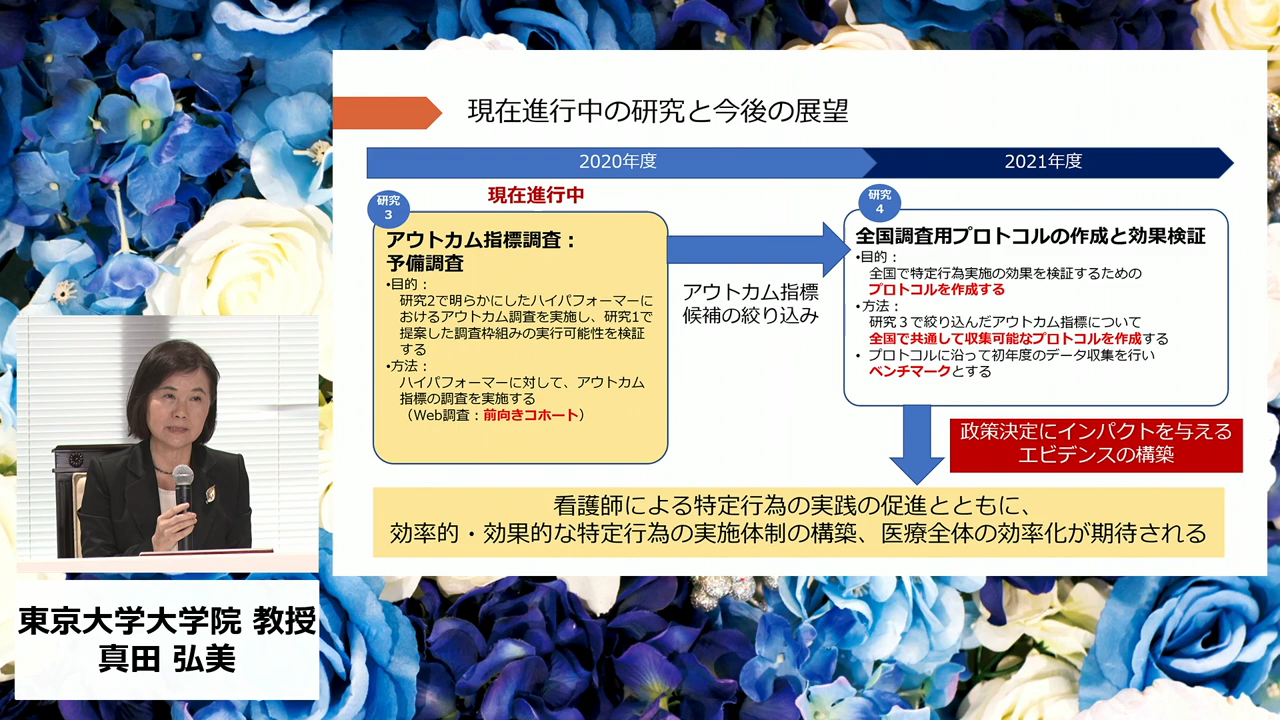 現在進行中の研究と今後の展望
2020年度
2021年度
現在進行中
研究
3
アウトカム指標調査：
予備調査
•目的：
研究2で明らかにしたハイパフォーマーに
おけるアウトカム調査を実施し、研究1で
提案した調査枠組みの実行可能性を検証
する
•方法：
ハイパフォーマーに対して、アウトカム
指標の調査を実施する
（Web調査：前向きコホート）
アウトカム指標
候補の絞り込み
研究
4
全国調査用プロトコルの作成と効果検証
•目的：
全国で特定行為実施の効果を検証するための
プロトコルを作成する
•方法：
研究３で絞り込んだアウトカム指標について
全国で共通して収集可能なプロトコルを作成する
• プロトコルに沿って初年度のデータ収集を行い
ベンチマークとする
政策決定にインパクトを与える
エビデンスの構築
看護師による特定行為の実践の促進とともに、
効率的・効果的な特定行為の実施体制の構築、医療全体の効率化が期待される
東京大学大学院 教授
真田 弘美